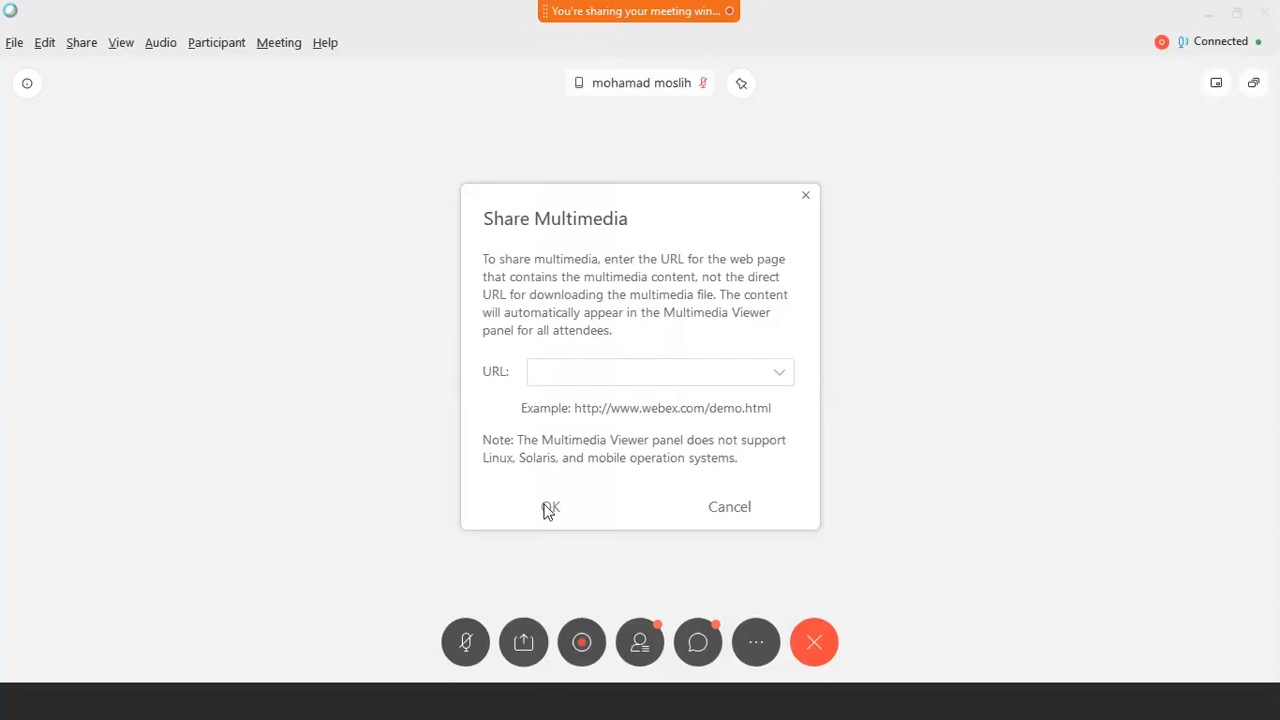 You're sharing your meeting win...
File Edit Share View Audio Participant Meeting Help
Connected
mohamad moslih
Share Multimedia
To share multimedia, enter the URL for the web page
that contains the multimedia content, not the direct
URL for downloading the multimedia file. The content
will automatically appear in the Multimedia Viewer
panel for all attendees.
URL:
Example: http://www.webex.com/demo.html
Note: The Multimedia Viewer panel does not support
Linux, Solaris, and mobile operation systems.
OK Cancel